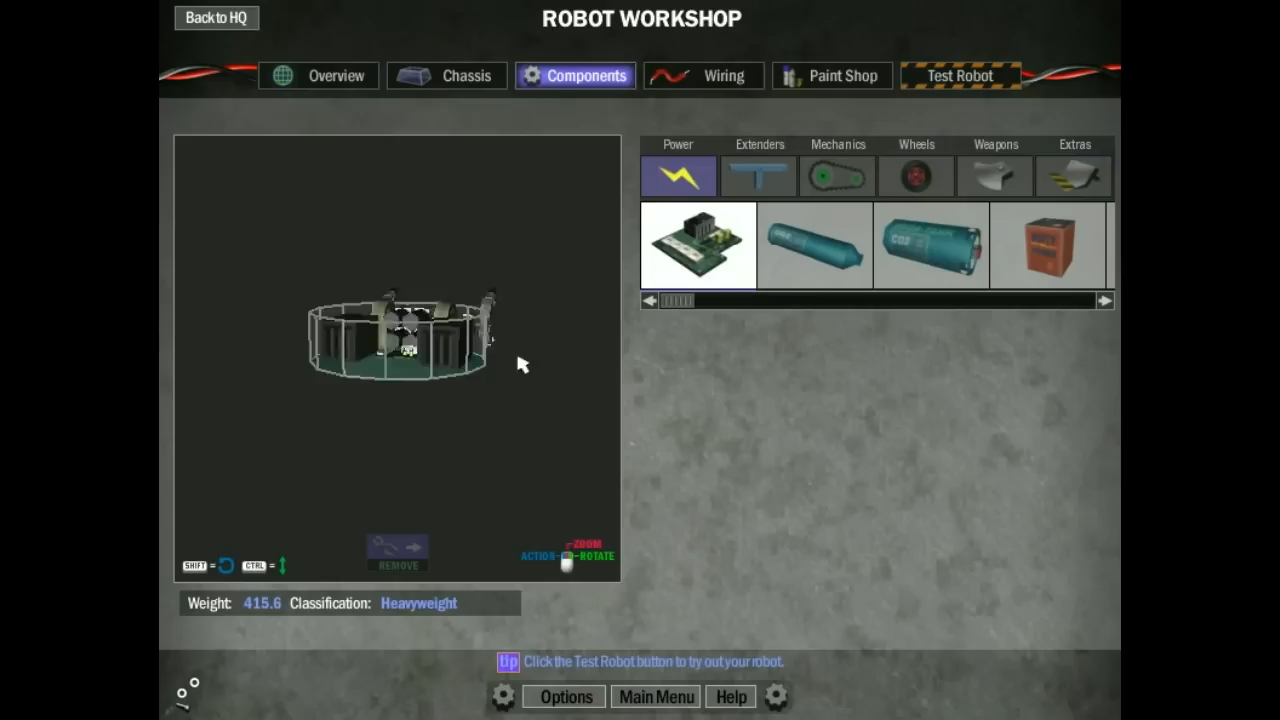 Back to HQ
ROBOT WORKSHOP
Overview
Chassis
Components
Wiring
Paint Shop
Test Robot
Power
Extenders
Mechanics
Wheels
Weapons
Extras
CO2
CO2
ZOOM
ACTION
ROTATE
SHIFT =
CTRL =
REMOVE
Weight: 415.6 Classification: Heavyweight
tip Click the Test Robot button to try out your robot.
Options
Main Menu
Help